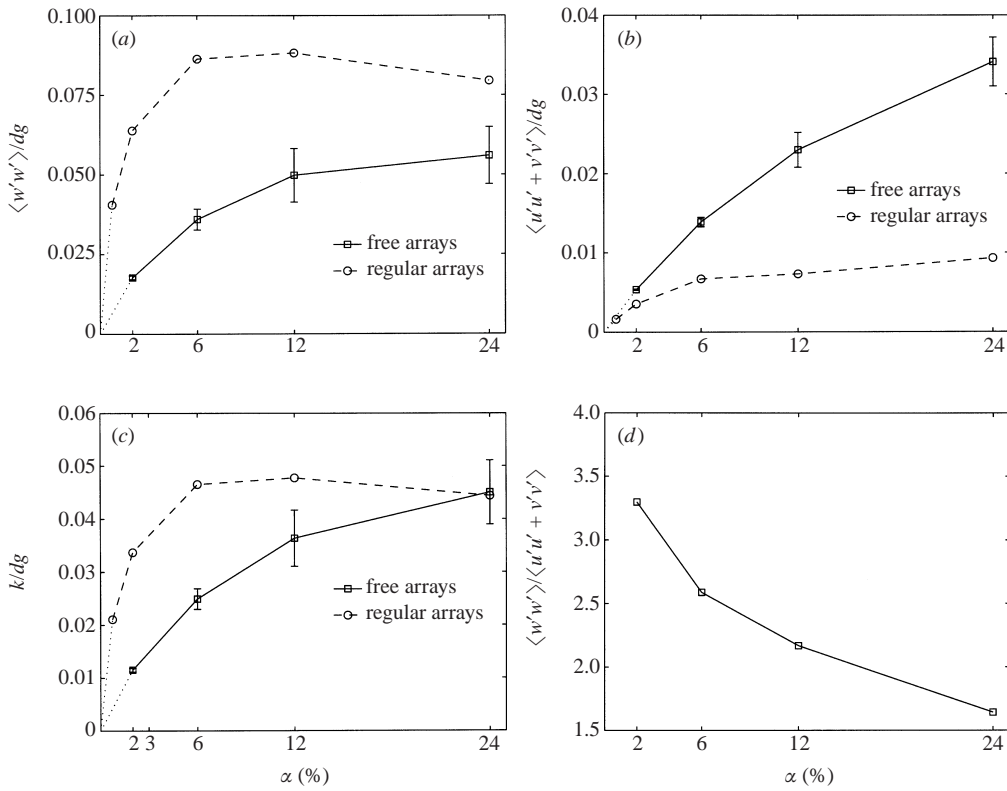 (a)
0.100
0.075
0.050
0.025
0
⟨w′w′⟩/dg
free arrays
regular arrays
2 6 12 24
(b)
0.04
0.03
0.02
0.01
0
⟨u′u′ + v′v′⟩/dg
free arrays
regular arrays
2 6 12 24
(c)
0.06
0.05
0.04
0.03
0.02
0.01
0
k/dg
free arrays
regular arrays
2 3 6 12 24
α (%)
(d)
4.0
3.5
3.0
2.5
2.0
1.5
⟨w′w′⟩/⟨u′u′ + v′v′⟩
2 6 12 24
α (%)